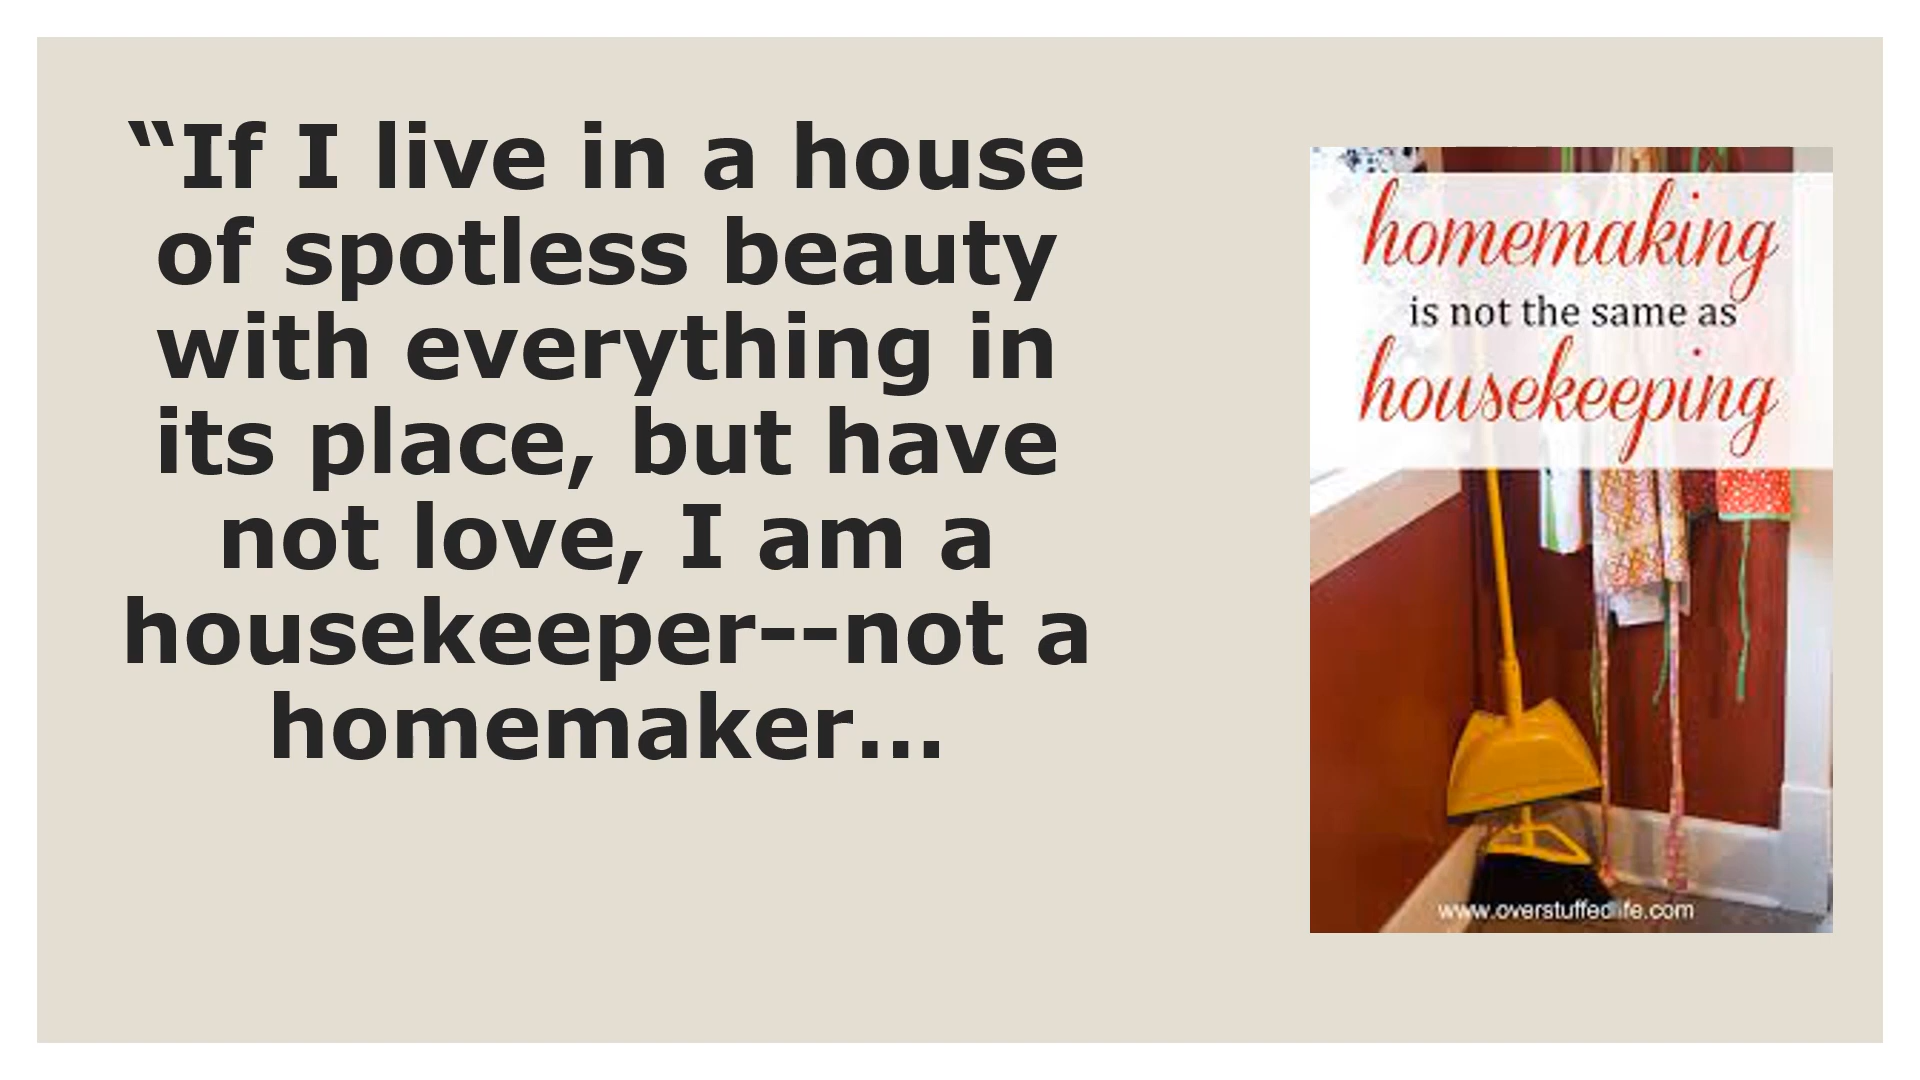 “If I live in a house
of spotless beauty
with everything in
its place, but have
not love, I am a
housekeeper--not a
homemaker…
homemaking
is not the same as
housekeeping
www.overstuffedlife.com